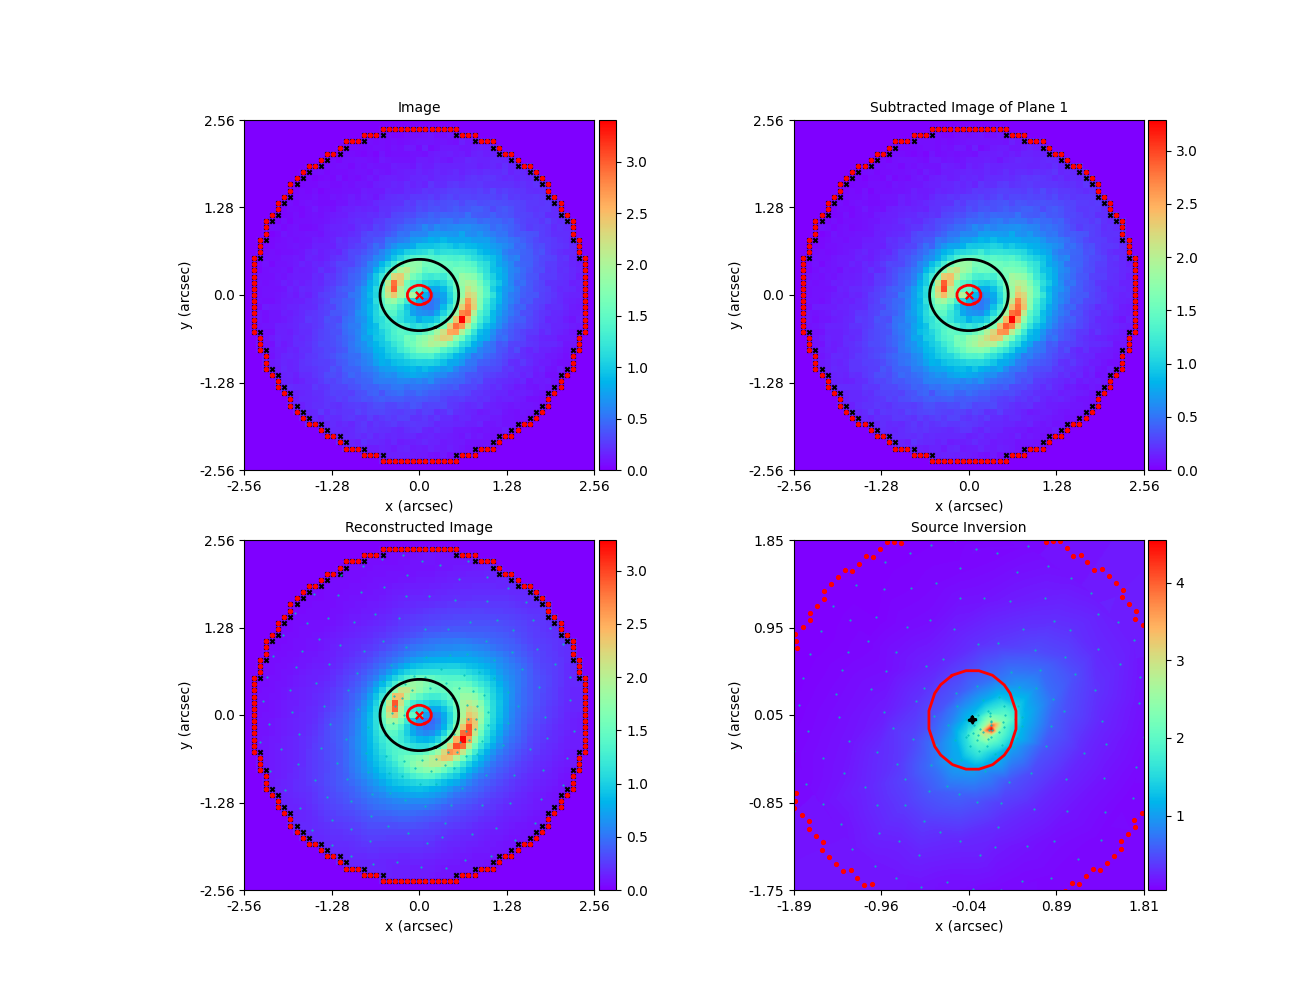 Image
2.56
1.28
0.0
-1.28
-2.56
y (arcsec)
-2.56 -1.28 0.0 1.28 2.56
x (arcsec)
3.0
2.5
2.0
1.5
1.0
0.5
0.0
Subtracted Image of Plane 1
2.56
1.28
0.0
-1.28
-2.56
y (arcsec)
-2.56 -1.28 0.0 1.28 2.56
x (arcsec)
3.0
2.5
2.0
1.5
1.0
0.5
0.0
Reconstructed Image
2.56
1.28
0.0
-1.28
-2.56
y (arcsec)
-2.56 -1.28 0.0 1.28 2.56
x (arcsec)
3.0
2.5
2.0
1.5
1.0
0.5
0.0
Source Inversion
1.85
0.95
0.05
-0.85
-1.75
y (arcsec)
-1.89 -0.96 -0.04 0.89 1.81
x (arcsec)
4
3
2
1